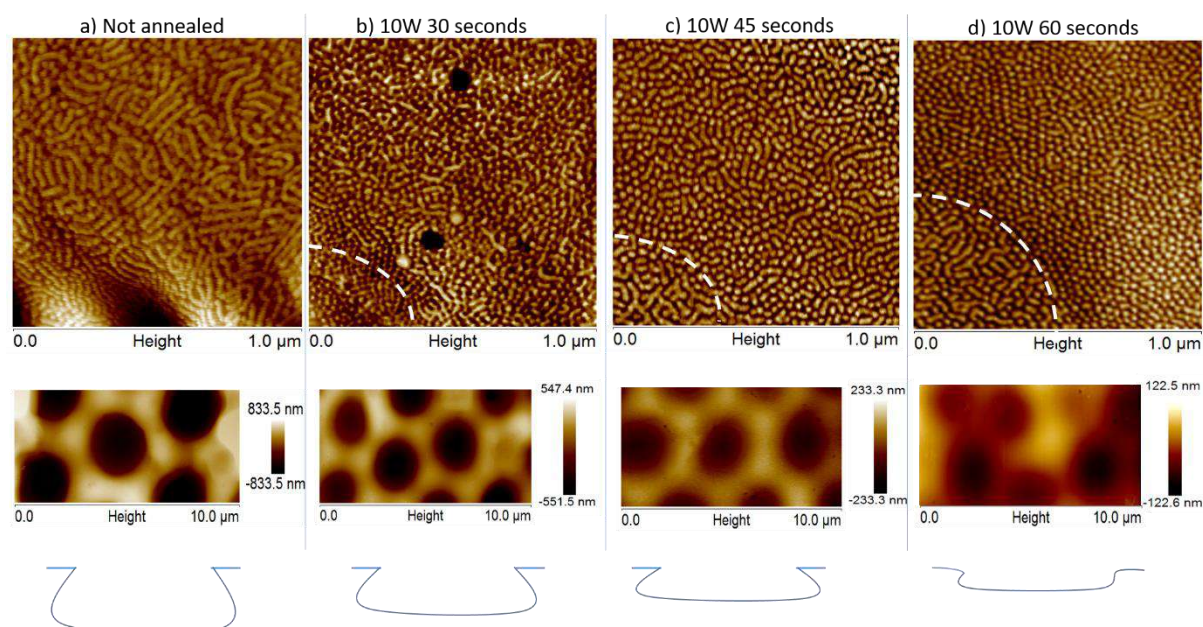 a) Not annealed
b) 10W 30 seconds
c) 10W 45 seconds
d) 10W 60 seconds
0.0 Height 1.0 µm
0.0 Height 1.0 µm
0.0 Height 1.0 µm
0.0 Height 1.0 µm
833.5 nm
-833.5 nm
0.0 Height 10.0 µm
547.4 nm
-551.5 nm
0.0 Height 10.0 µm
233.3 nm
-233.3 nm
0.0 Height 10.0 µm
122.5 nm
-122.6 nm
0.0 Height 10.0 µm